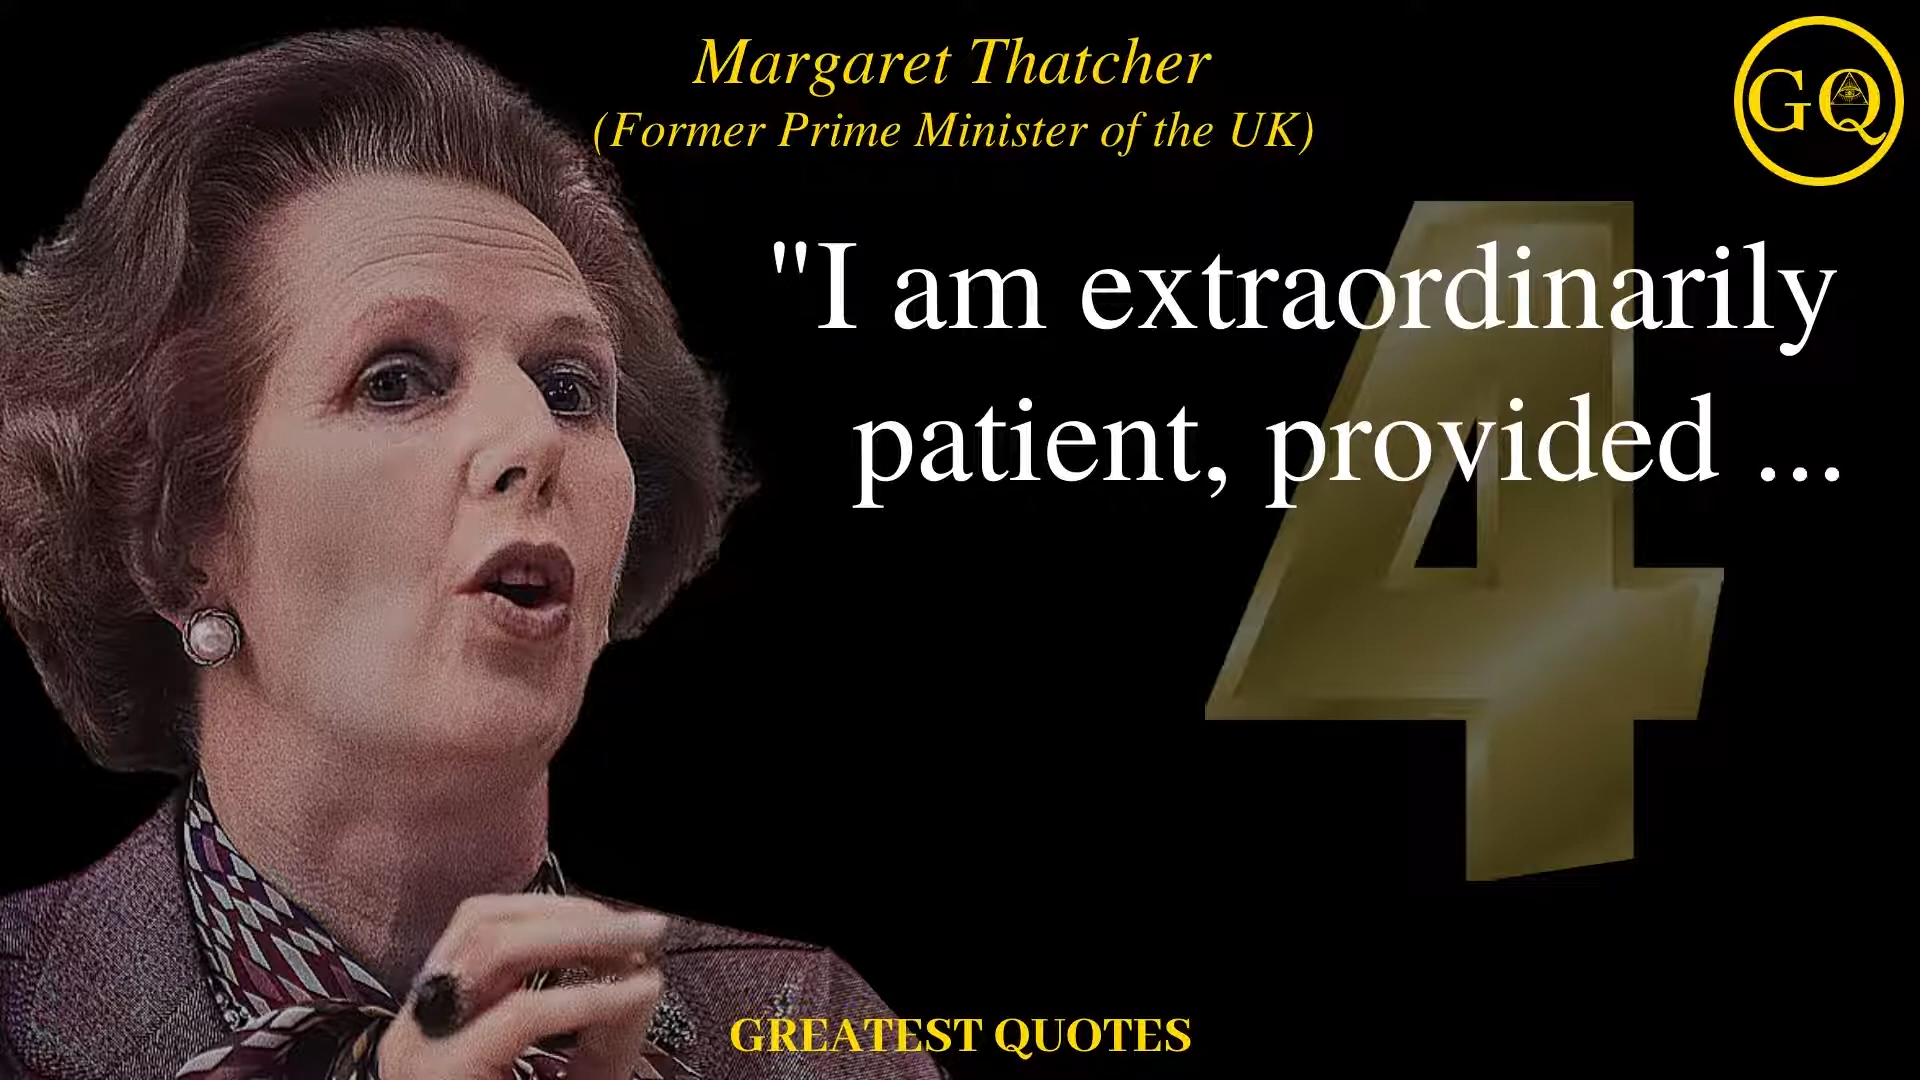 Margaret Thatcher
(Former Prime Minister of the UK)
GQ
"I am extraordinarily
patient, provided ...
4
GREATEST QUOTES